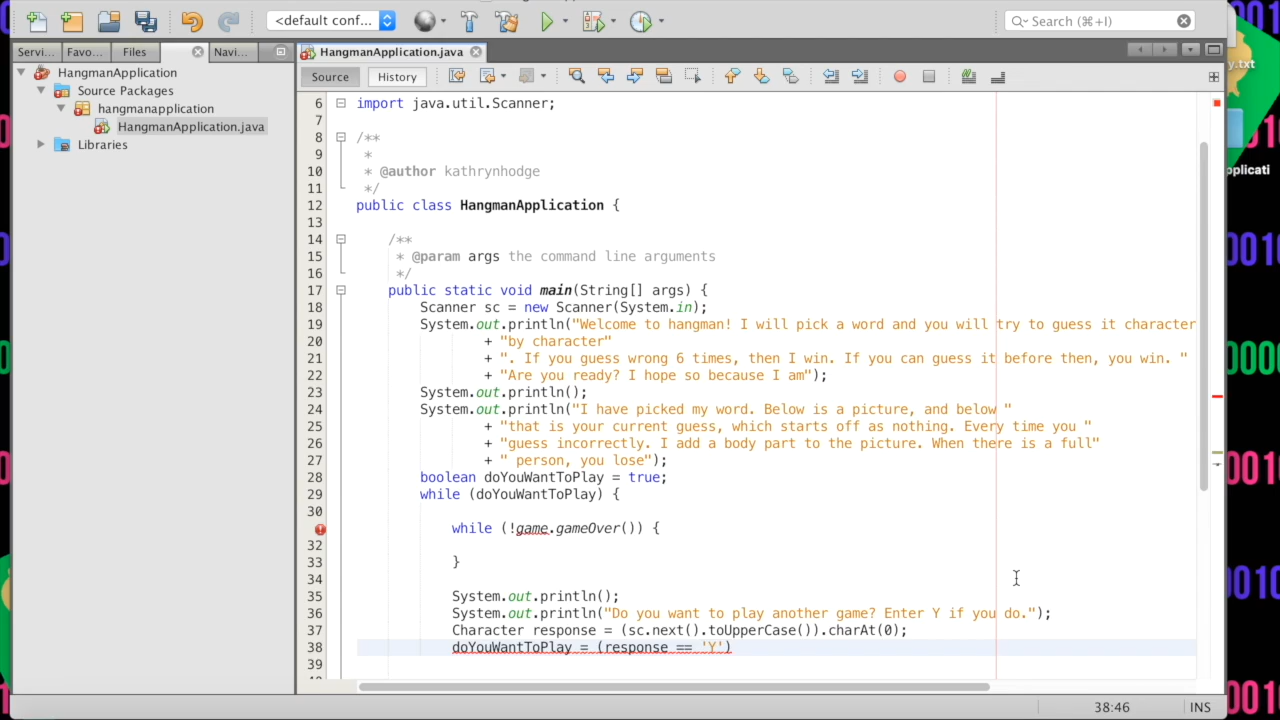 <default conf...
Search (⌘+I)
Servi...
Favo...
Files
Navi...
HangmanApplication.java
HangmanApplication
Source Packages
hangmanapplication
HangmanApplication.java
Libraries
Source
History
6 import java.util.Scanner;
7
8 /**
9 *
10 * @author kathrynhodge
11 */
12 public class HangmanApplication {
13
14 /**
15 * @param args the command line arguments
16 */
17 public static void main(String[] args) {
18 Scanner sc = new Scanner(System.in);
19 System.out.println("Welcome to hangman! I will pick a word and you will try to guess it character
20 + "by character"
21 + ". If you guess wrong 6 times, then I win. If you can guess it before then, you win. "
22 + "Are you ready? I hope so because I am");
23 System.out.println();
24 System.out.println("I have picked my word. Below is a picture, and below "
25 + "that is your current guess, which starts off as nothing. Every time you "
26 + "guess incorrectly. I add a body part to the picture. When there is a full"
27 + " person, you lose");
28 boolean doYouWantToPlay = true;
29 while (doYouWantToPlay) {
30
while (!game.gameOver()) {
32
33 }
34
35 System.out.println();
36 System.out.println("Do you want to play another game? Enter Y if you do.");
37 Character response = (sc.next().toUpperCase()).charAt(0);
38 doYouWantToPlay = (response == 'Y')
39
38:46
INS
y.txt
pplicati